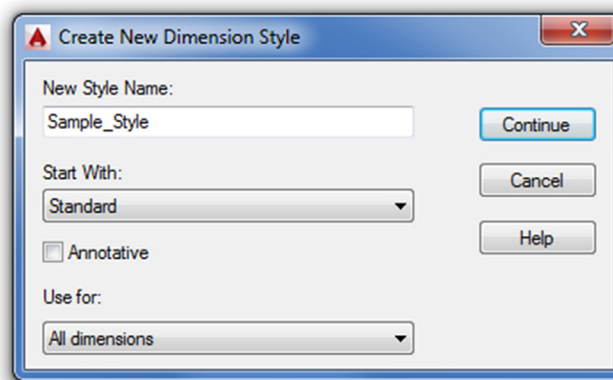 Create New Dimension Style
New Style Name:
Sample_Style
Continue
Start With:
Standard
Cancel
Annotative
Help
Use for:
All dimensions